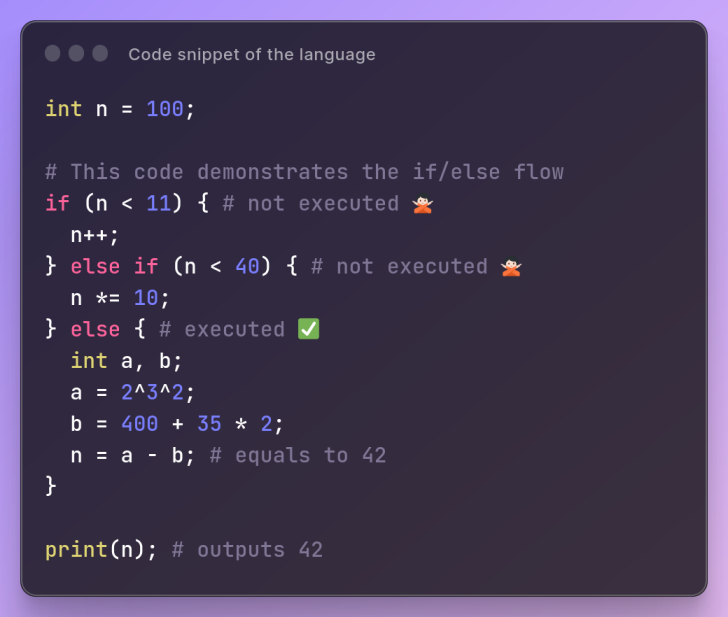 Code snippet of the language
int n = 100;
# This code demonstrates the if/else flow
if (n < 11) { # not executed 🙅
  n++;
} else if (n < 40) { # not executed 🙅
  n *= 10;
} else { # executed ✅
  int a, b;
  a = 2^3^2;
  b = 400 + 35 * 2;
  n = a - b; # equals to 42
}
print(n); # outputs 42